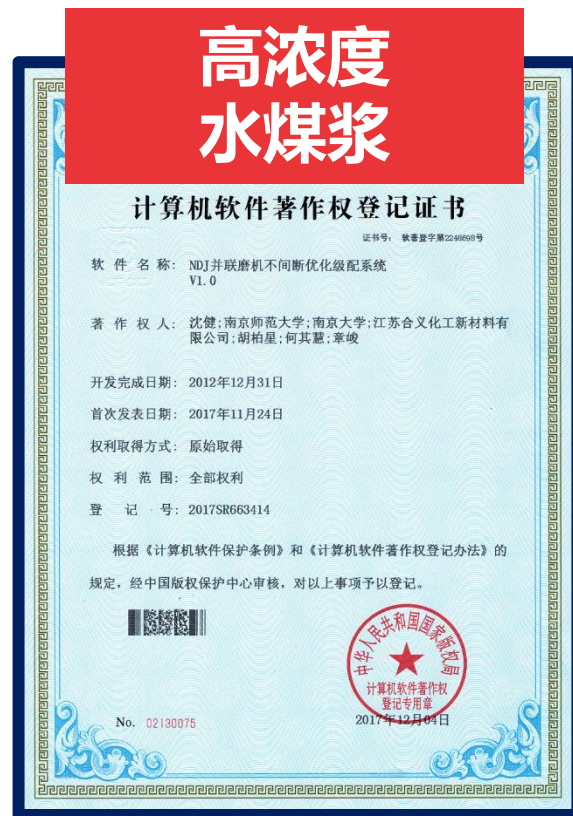 高浓度
水煤浆
计算机软件著作权登记证书
证书号： 软著登字第2248698号
软 件 名 称： NDJ并联磨机不间断优化级配系统
V1.0
著 作 权 人： 沈健;南京师范大学;南京大学;江苏合义化工新材料有
限公司;胡柏星;何其慧;章峻
开发完成日期： 2012年12月31日
首次发表日期： 2017年11月24日
权利取得方式： 原始取得
权 利 范 围： 全部权利
登 记 号： 2017SR663414
根据《计算机软件保护条例》和《计算机软件著作权登记办法》的
规定，经中国版权保护中心审核，对以上事项予以登记。
中华人民共和国国家版权局
计算机软件著作权
登记专用章
No. 02130075
2017年12月04日